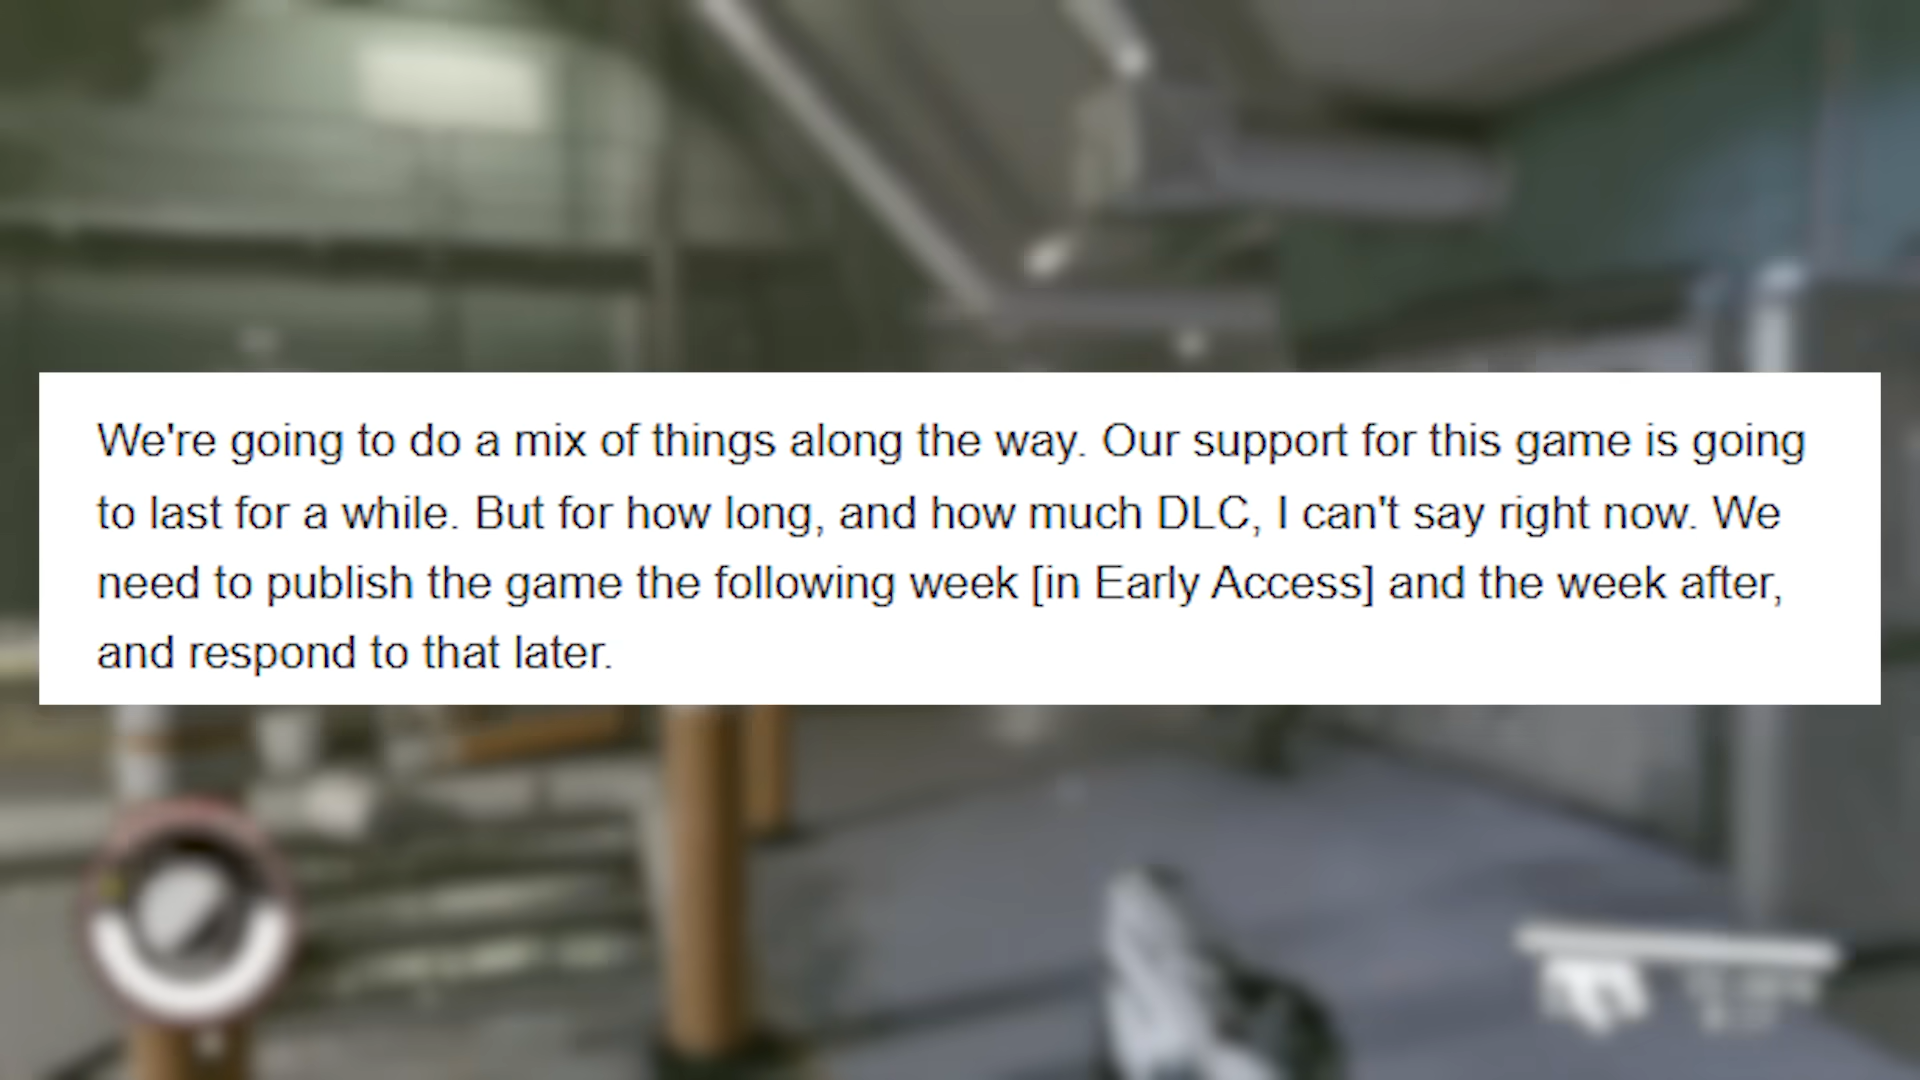 We're going to do a mix of things along the way. Our support for this game is going
to last for a while. But for how long, and how much DLC, I can't say right now. We
need to publish the game the following week [in Early Access] and the week after,
and respond to that later.